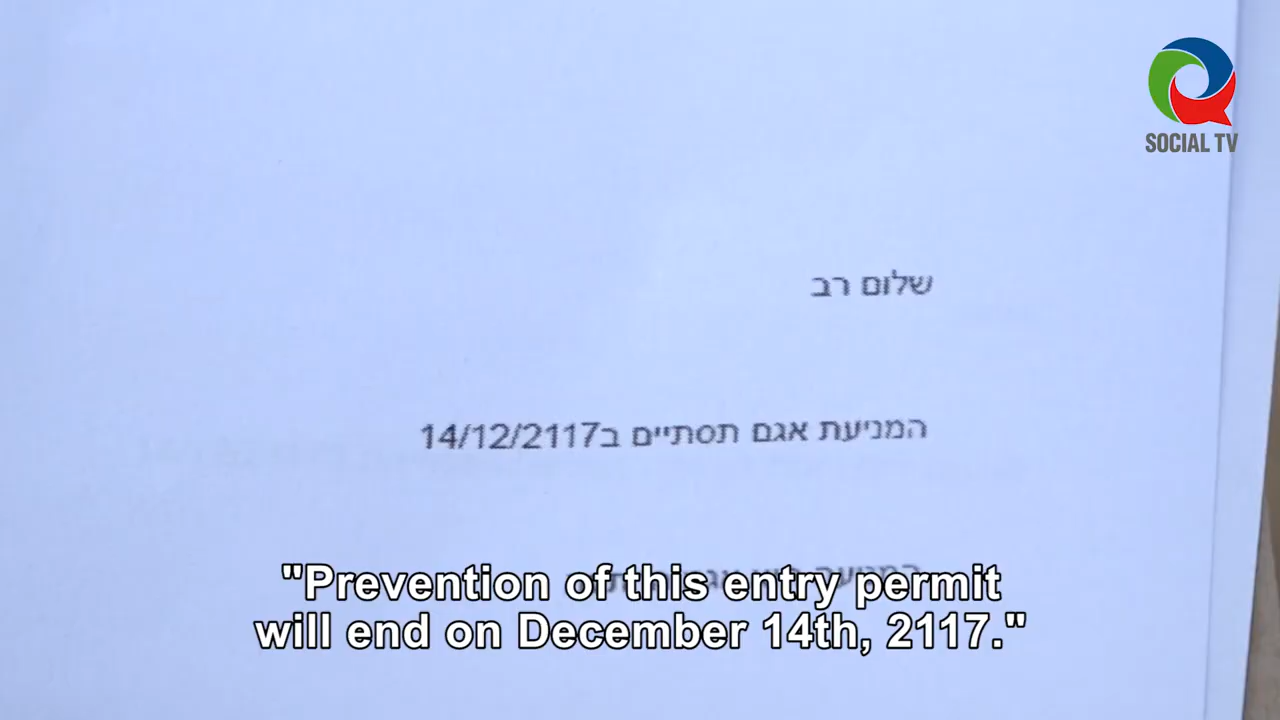 SOCIAL TV
שלום רב
המניעת אגם תסתיים ב14/12/2117
"Prevention of this entry permit
will end on December 14th, 2117."